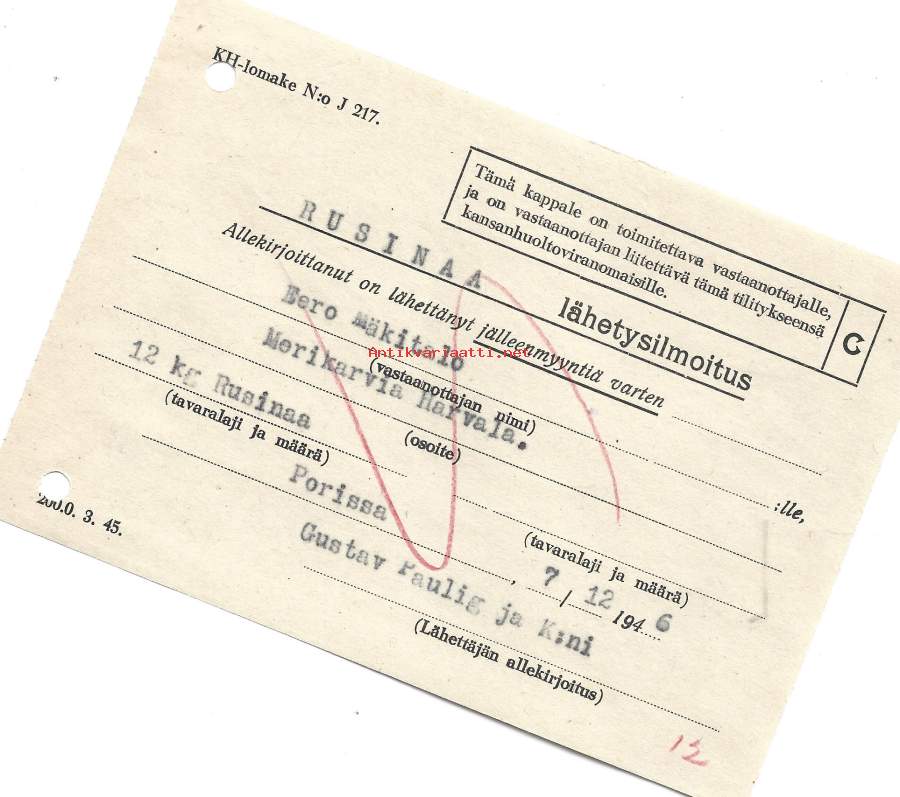 KH-lomake N:o J 217.
Tämä kappale on toimitettava vastaanottajalle,
ja on vastaanottajan liitettävä tämä tilitykseensä
kansanhuoltoviranomaisille.
C
RUSINAA lähetysilmoitus
Allekirjoittanut on lähettänyt jälleenmyyntiä varten
Eero Mäkitalo
(vastaanottajan nimi)
:lle,
Merikarvia Harvala.
(osoite)
12 kg Rusinaa
(tavaralaji ja määrä)
(tavaralaji ja määrä)
Porissa, 7/12 1946
Gustav Paulig ja K:ni
(Lähettäjän allekirjoitus)
0. 3. 45.
12
Antikvariaatti.net